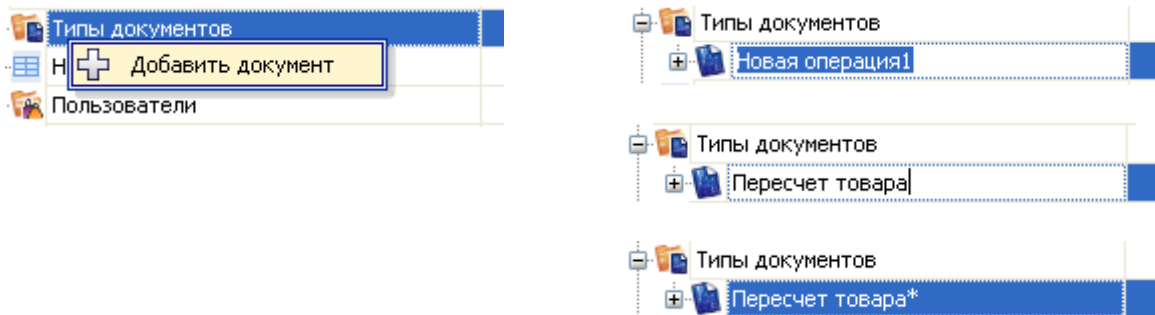 Типы документов
Н
Добавить документ
Пользователи
Типы документов
Новая операция1
Типы документов
Пересчет товара
Типы документов
Пересчет товара*